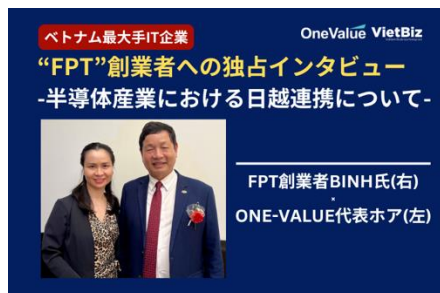 ベトナム最大手IT企業
OneValue VietBiz
“FPT”創業者への独占インタビュー
-半導体産業における日越連携について-
FPT創業者BINH氏(右)
×
ONE-VALUE代表ホア(左)